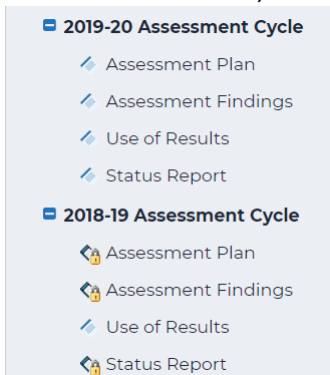 2019-20 Assessment Cycle
Assessment Plan
Assessment Findings
Use of Results
Status Report
2018-19 Assessment Cycle
Assessment Plan
Assessment Findings
Use of Results
Status Report